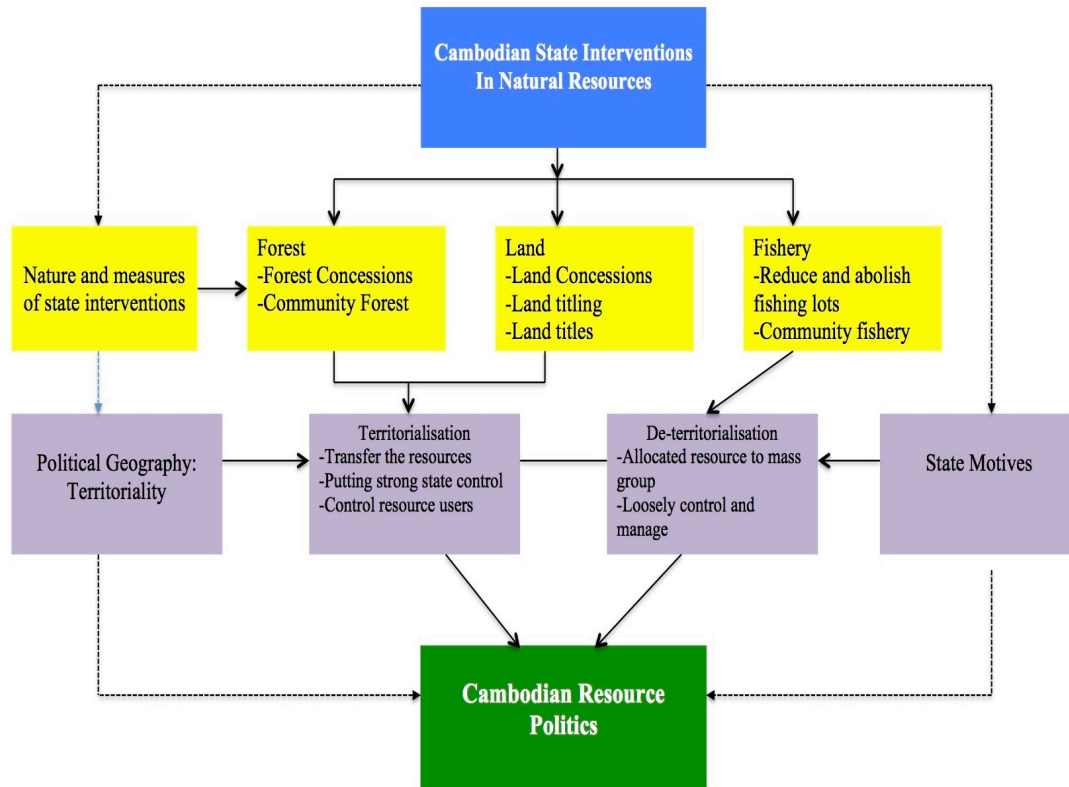 Cambodian State Interventions
In Natural Resources
Nature and measures
of state interventions
Forest
-Forest Concessions
-Community Forest
Land
-Land Concessions
-Land titling
-Land titles
Fishery
-Reduce and abolish
fishing lots
-Community fishery
Political Geography:
Territoriality
Territorialisation
-Transfer the resources
-Putting strong state control
-Control resource users
De-territorialisation
-Allocated resource to mass
group
-Loosely control and
manage
State Motives
Cambodian Resource
Politics